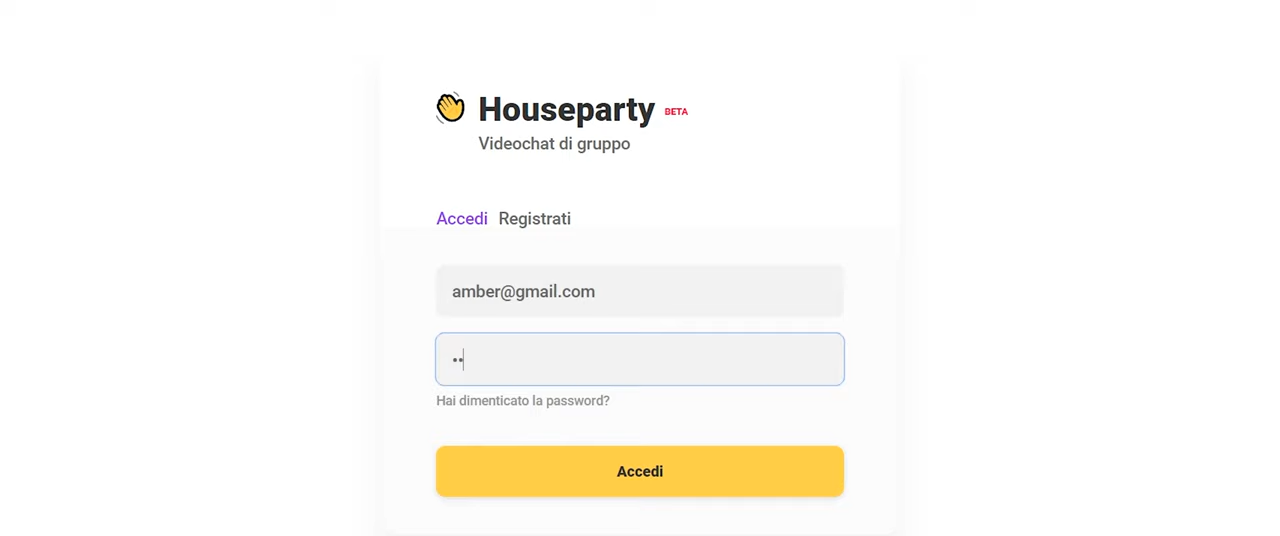 Houseparty BETA
Videochat di gruppo
Accedi Registrati
amber@gmail.com
••
Hai dimenticato la password?
Accedi